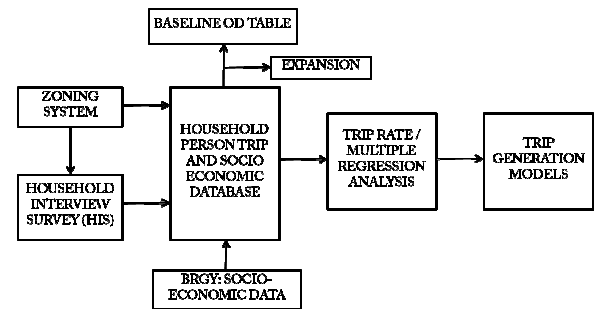 BASELINE OD TABLE
EXPANSION
ZONING
SYSTEM
HOUSEHOLD
INTERVIEW
SURVEY (HIS)
HOUSEHOLD
PERSON TRIP
AND SOCIO
ECONOMIC
DATABASE
TRIP RATE /
MULTIPLE
REGRESSION
ANALYSIS
TRIP
GENERATION
MODELS
BRGY: SOCIO-
ECONOMIC DATA